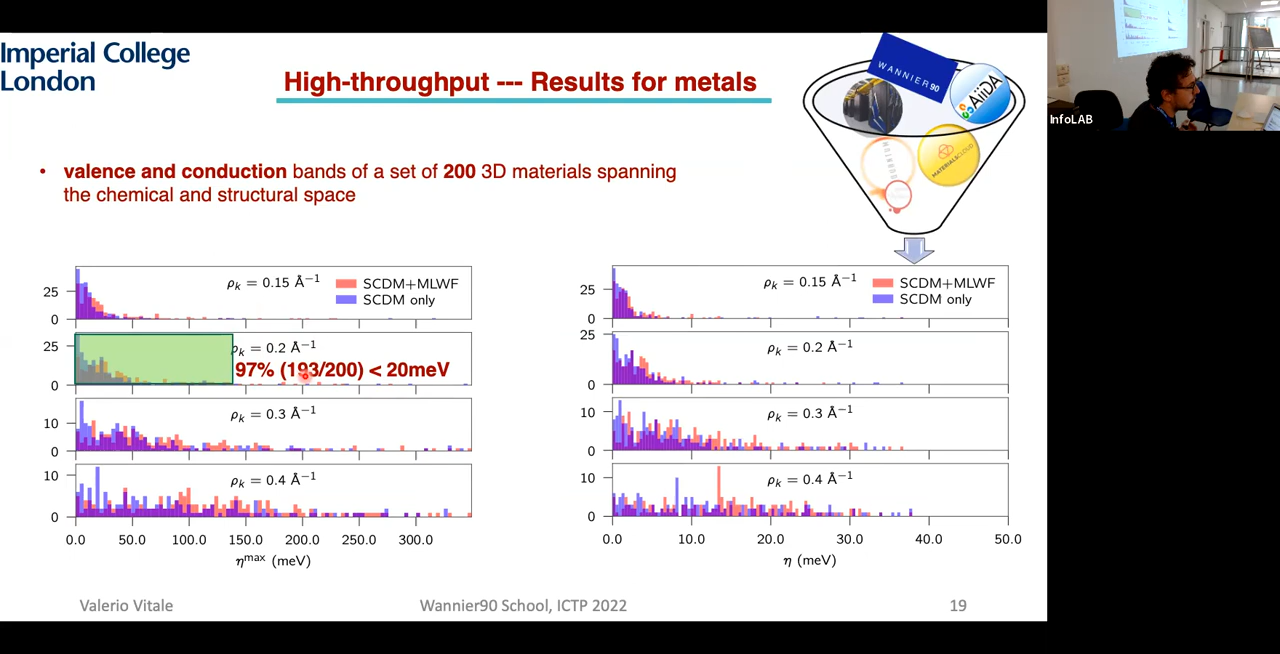 Imperial College
London
High-throughput --- Results for metals
WANNIER90
AiiDA
MATERIALSCLOUD
InfoLAB
• valence and conduction bands of a set of 200 3D materials spanning
the chemical and structural space
ρk = 0.15 Å−1
SCDM+MLWF
SCDM only
25
0
ρk = 0.2 Å−1
97% (193/200) < 20meV
25
0
ρk = 0.3 Å−1
10
0
ρk = 0.4 Å−1
10
0
0.0 50.0 100.0 150.0 200.0 250.0 300.0
ηmax (meV)
ρk = 0.15 Å−1
SCDM+MLWF
SCDM only
25
0
ρk = 0.2 Å−1
25
0
ρk = 0.3 Å−1
10
0
ρk = 0.4 Å−1
10
0
0.0 10.0 20.0 30.0 40.0 50.0
η (meV)
Valerio Vitale
Wannier90 School, ICTP 2022
19